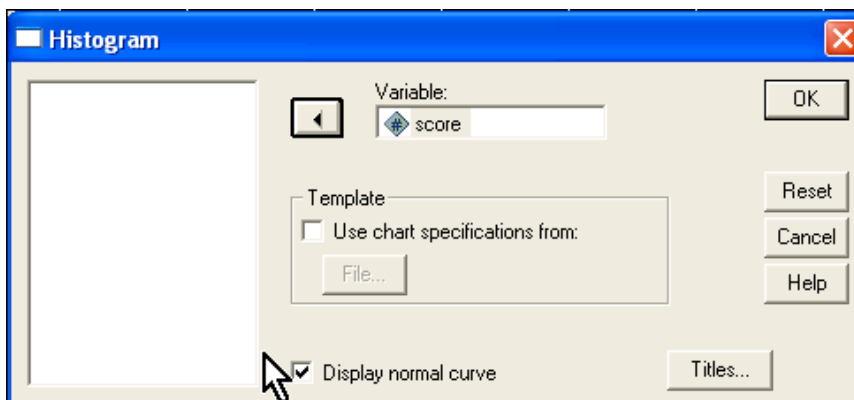 Histogram
Variable:
# score
OK
Template
Use chart specifications from:
File...
Reset
Cancel
Help
Display normal curve
Titles...